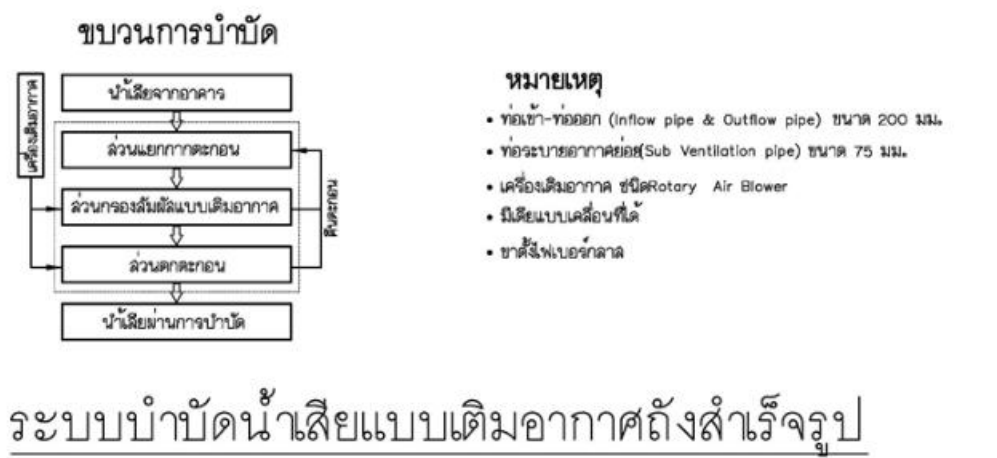 ขบวนการบำบัด
เครื่องเติมอากาศ
น้ำเสียจากอาคาร
ส่วนแยกกากตะกอน
ส่วนกรองสัมผัสแบบเติมอากาศ
ส่วนตกตะกอน
น้ำเสียผ่านการบำบัด
คืนตะกอน
หมายเหตุ
• ท่อเข้า-ท่อออก (Inflow pipe & Outflow pipe) ขนาด 200 มม.
• ท่อระบายอากาศย่อย(Sub Ventilation pipe) ขนาด 75 มม.
• เครื่องเติมอากาศ ชนิดRotary Air Blower
• มีเดียแบบเคลื่อนที่ได้
• ขาตั้งไฟเบอร์กลาส
ระบบบำบัดน้ำเสียแบบเติมอากาศถังสำเร็จรูป